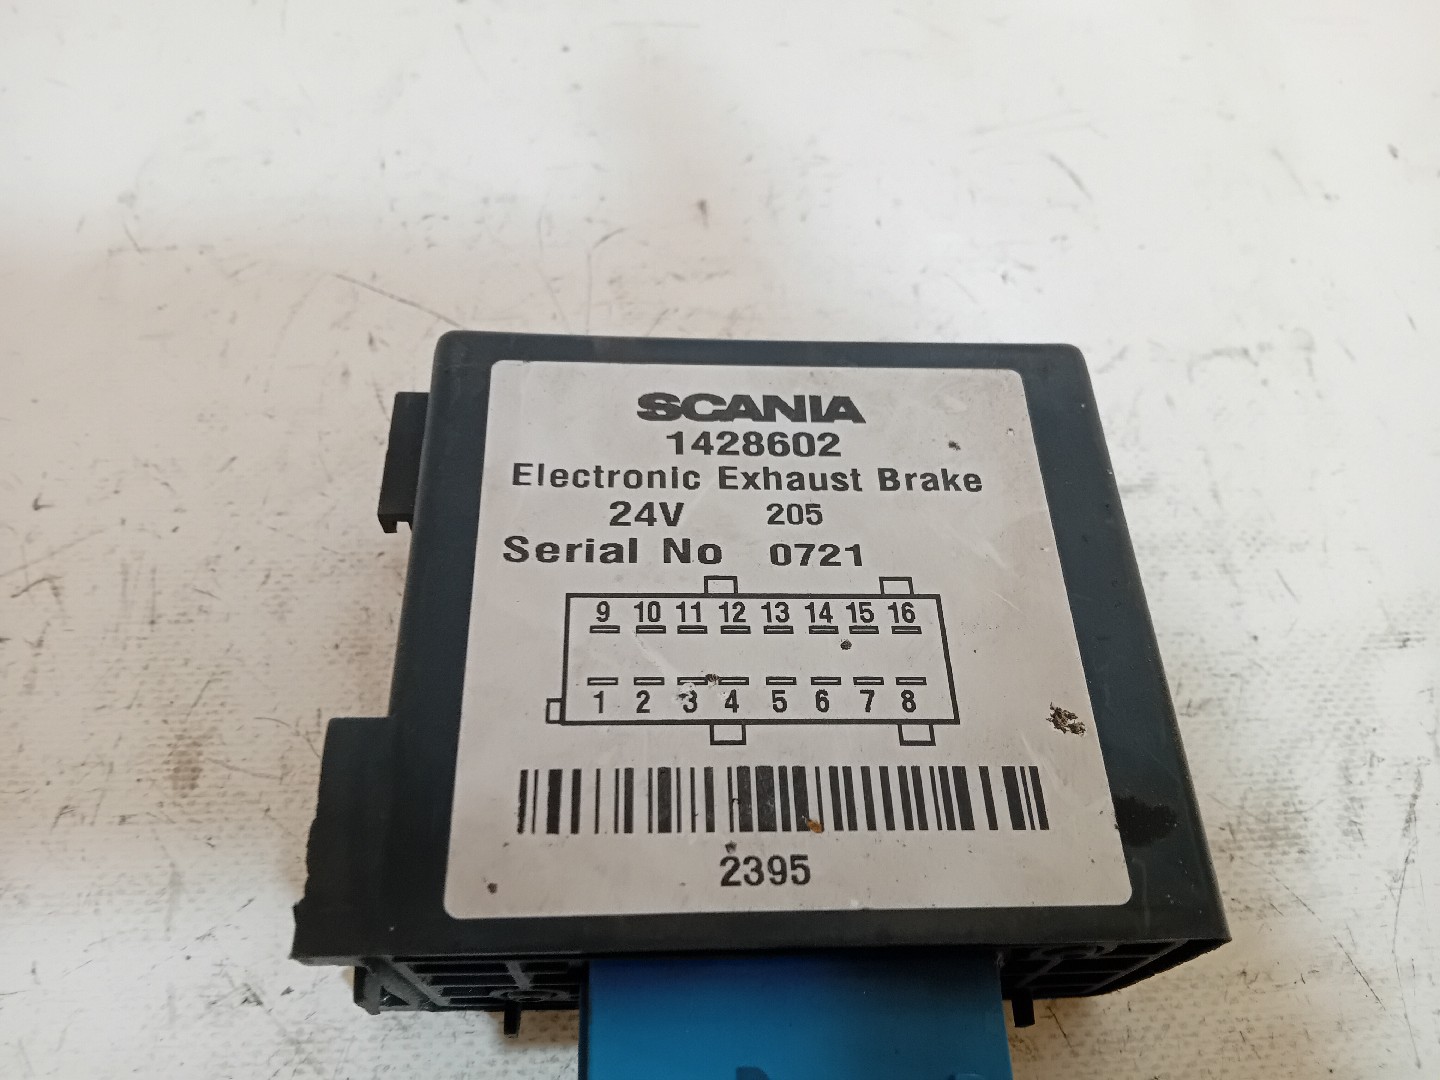 SCANIA
1428602
Electronic Exhaust Brake
24V 205
Serial No 0721
9 10 11 12 13 14 15 16
1 2 3 4 5 6 7 8
2395